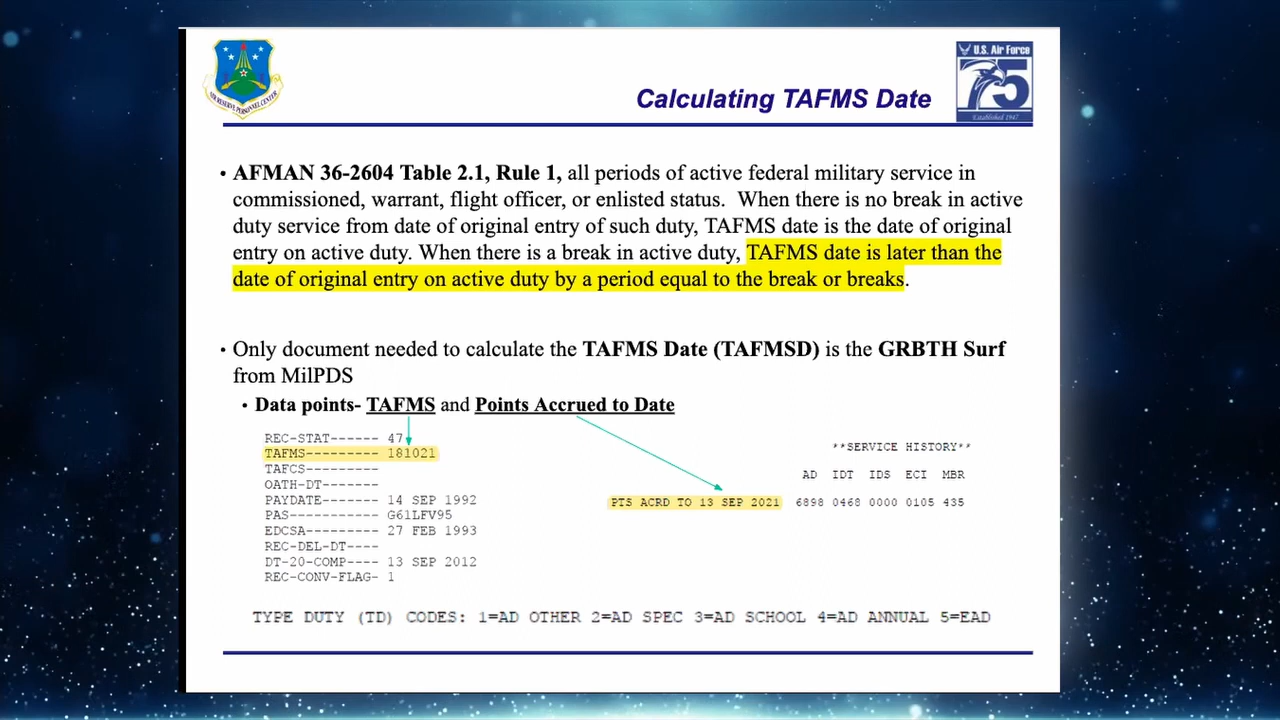 AIR RESERVE PERSONNEL CENTER
U.S. Air Force
75
Established 1947
Calculating TAFMS Date
• AFMAN 36-2604 Table 2.1, Rule 1, all periods of active federal military service in
commissioned, warrant, flight officer, or enlisted status. When there is no break in active
duty service from date of original entry of such duty, TAFMS date is the date of original
entry on active duty. When there is a break in active duty, TAFMS date is later than the
date of original entry on active duty by a period equal to the break or breaks.
• Only document needed to calculate the TAFMS Date (TAFMSD) is the GRBTH Surf
from MilPDS
• Data points- TAFMS and Points Accrued to Date
REC-STAT------ 47
TAFMS--------- 181021
TAFCS---------
OATH-DT-------
PAYDATE------- 14 SEP 1992
PAS----------- G61LFV95
EDCSA--------- 27 FEB 1993
REC-DEL-DT----
DT-20-COMP---- 13 SEP 2012
REC-CONV-FLAG- 1
**SERVICE HISTORY**
AD IDT IDS ECI MBR
PTS ACRD TO 13 SEP 2021 6898 0468 0000 0105 435
TYPE DUTY (TD) CODES: 1=AD OTHER 2=AD SPEC 3=AD SCHOOL 4=AD ANNUAL 5=EAD